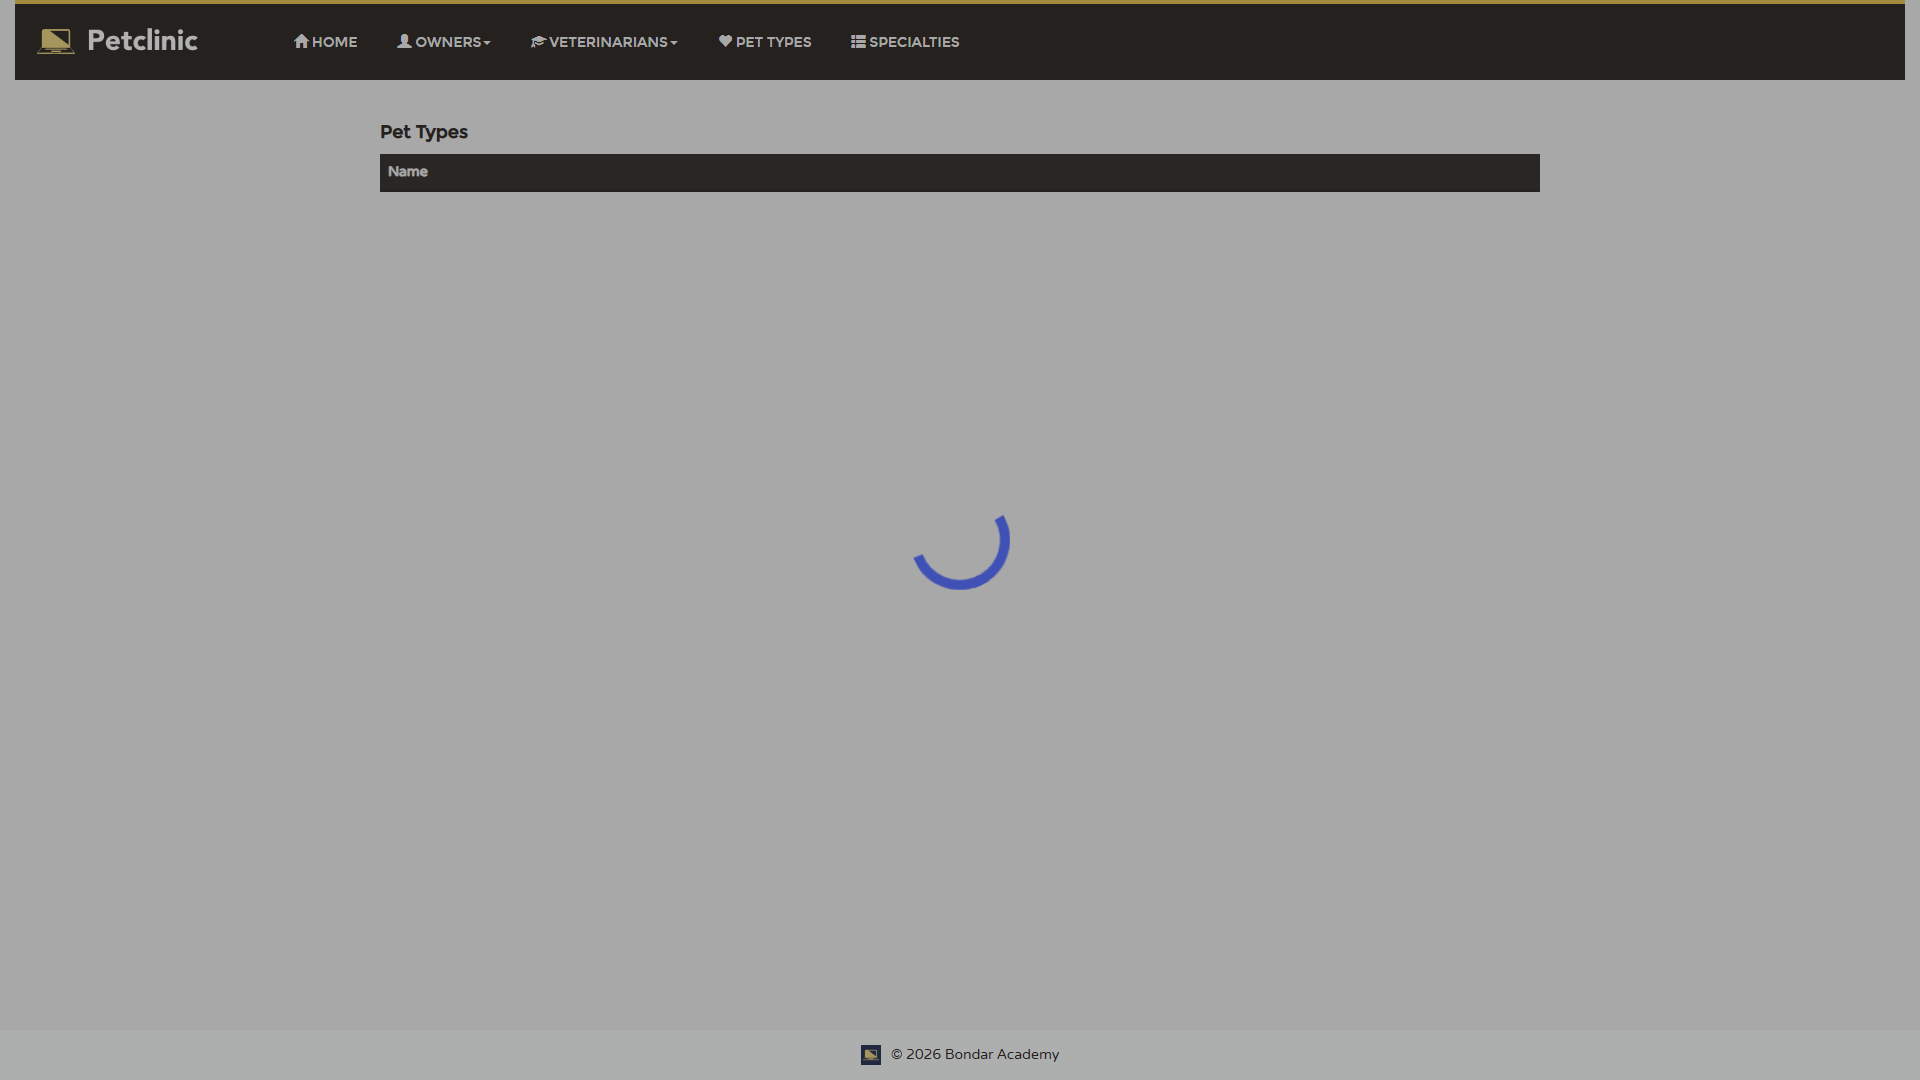 Petclinic
HOME
OWNERS
VETERINARIANS
PET TYPES
SPECIALTIES
Pet Types
Name
© 2026 Bondar Academy